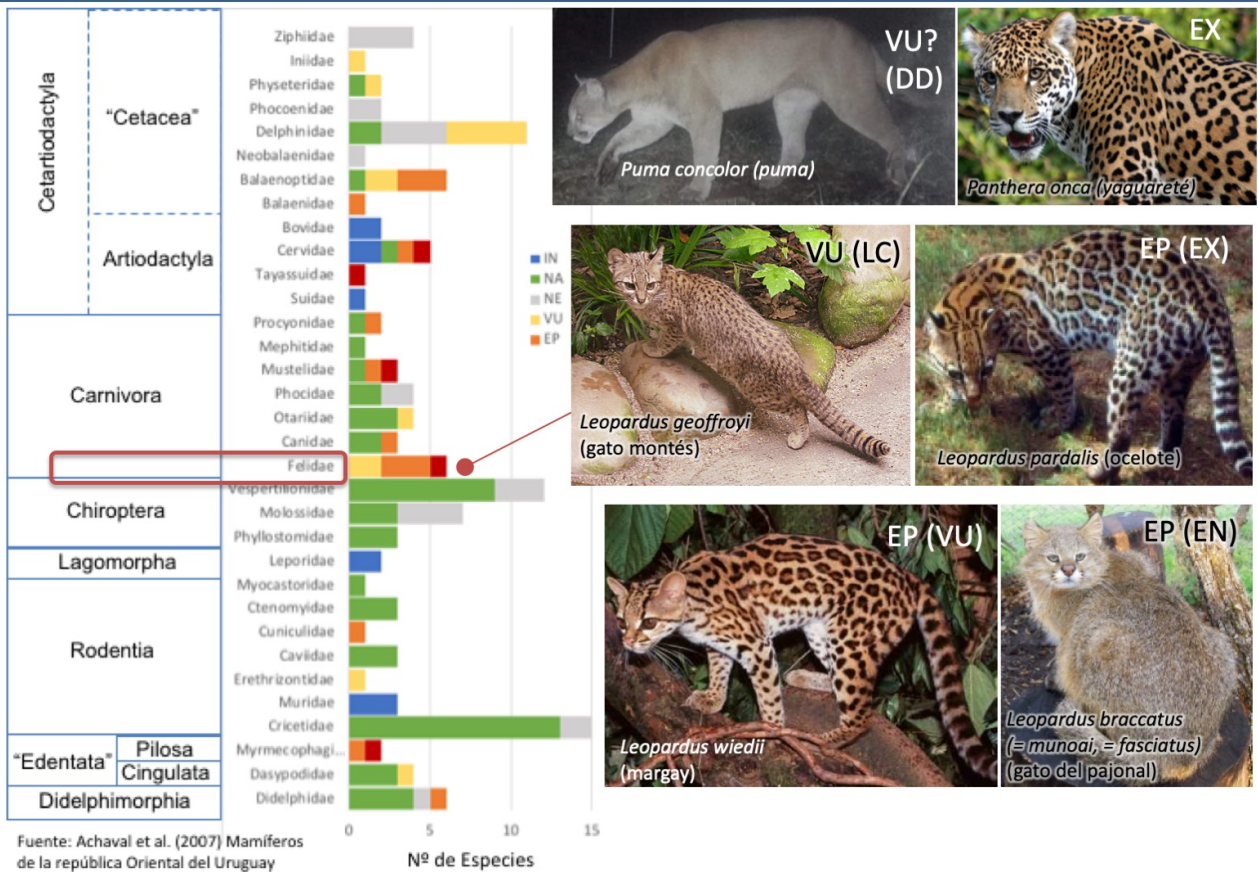 Cetartiodactyla
“Cetacea”
Artiodactyla
Carnivora
Chiroptera
Lagomorpha
Rodentia
“Edentata”
Pilosa
Cingulata
Didelphimorphia
Ziphiidae
Iniidae
Physeteridae
Phocoenidae
Delphinidae
Neobalaenidae
Balaenoptidae
Balaenidae
Bovidae
Cervidae
Tayassuidae
Suidae
Procyonidae
Mephitidae
Mustelidae
Phocidae
Otariidae
Canidae
Felidae
Vespertilionidae
Molossidae
Phyllostomidae
Leporidae
Myocastoridae
Ctenomyidae
Cuniculidae
Caviidae
Erethrizontidae
Muridae
Cricetidae
Myrmecophagi...
Dasypodidae
Didelphidae
0 5 10 15
Nº de Especies
IN
NA
NE
VU
EP
VU?
(DD)
Puma concolor (puma)
EX
Panthera onca (yaguareté)
VU (LC)
Leopardus geoffroyi
(gato montés)
EP (EX)
Leopardus pardalis (ocelote)
EP (VU)
Leopardus wiedii
(margay)
EP (EN)
Leopardus braccatus
(= munoai, = fasciatus)
(gato del pajonal)
Fuente: Achaval et al. (2007) Mamíferos
de la república Oriental del Uruguay